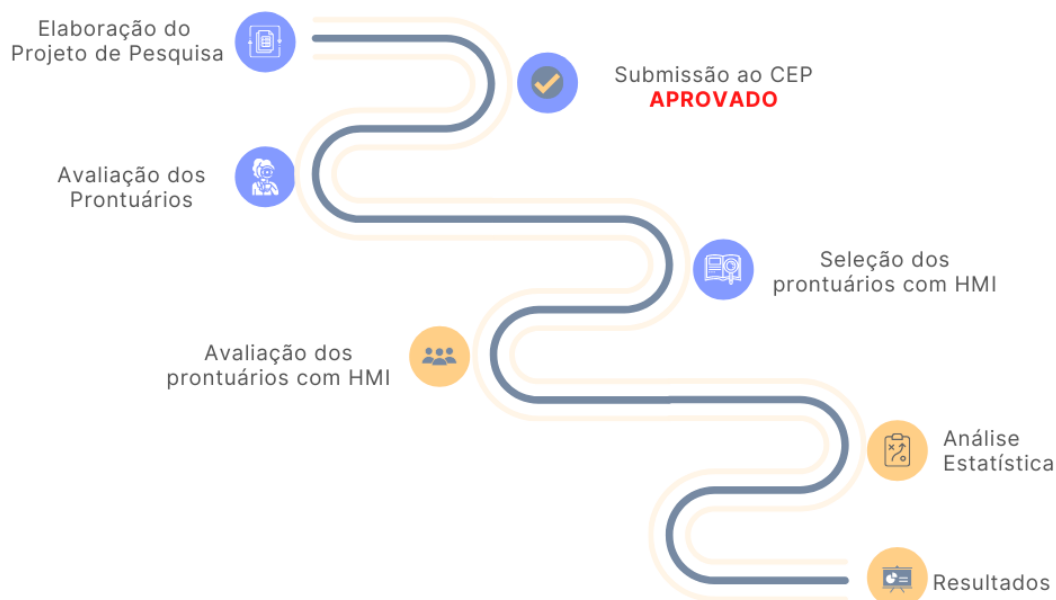 Elaboração do
Projeto de Pesquisa
Submissão ao CEP
APROVADO
Avaliação dos
Prontuários
Seleção dos
prontuários com HMI
Avaliação dos
prontuários com HMI
Análise
Estatística
Resultados